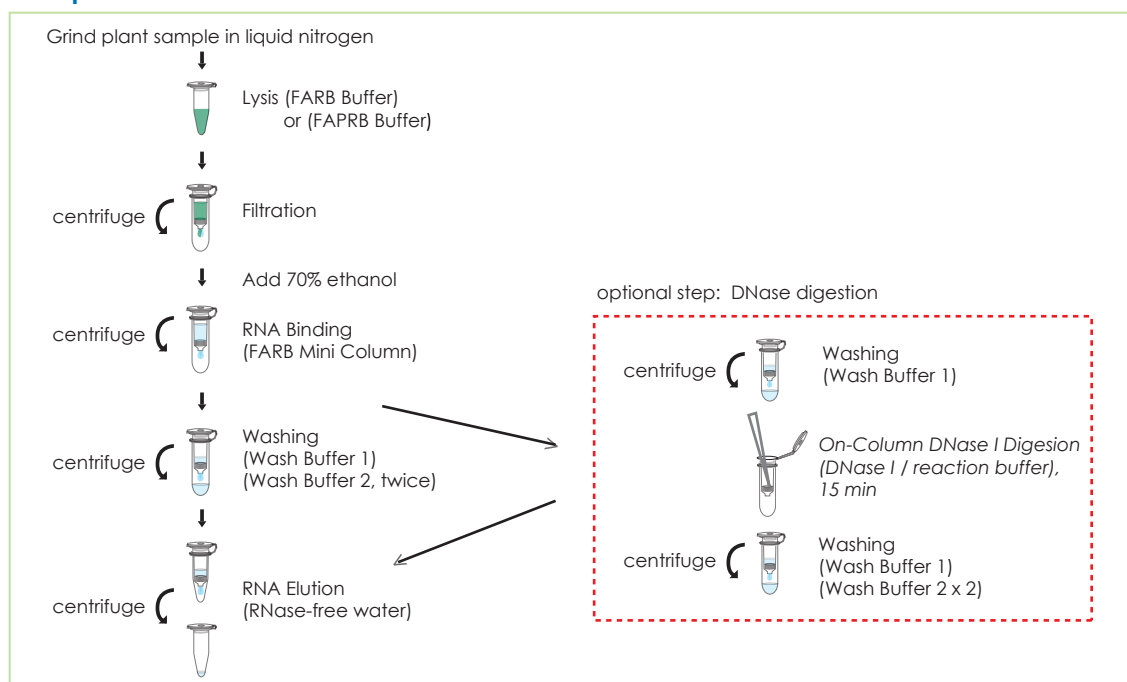 Grind plant sample in liquid nitrogen
Lysis (FARB Buffer)
or (FAPRB Buffer)
centrifuge
Filtration
Add 70% ethanol
centrifuge
RNA Binding
(FARB Mini Column)
centrifuge
Washing
(Wash Buffer 1)
(Wash Buffer 2, twice)
centrifuge
RNA Elution
(RNase-free water)
optional step: DNase digestion
centrifuge
Washing
(Wash Buffer 1)
On-Column DNase I Digesion
(DNase I / reaction buffer),
15 min
centrifuge
Washing
(Wash Buffer 1)
(Wash Buffer 2 x 2)